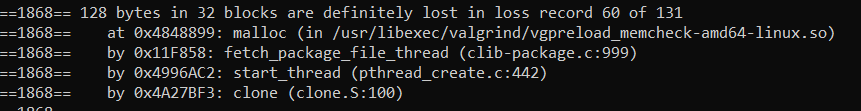 ==1868== 128 bytes in 32 blocks are definitely lost in loss record 60 of 131
==1868==    at 0x4848899: malloc (in /usr/libexec/valgrind/vgpreload_memcheck-amd64-linux.so)
==1868==    by 0x11F858: fetch_package_file_thread (clib-package.c:999)
==1868==    by 0x4996AC2: start_thread (pthread_create.c:442)
==1868==    by 0x4A27BF3: clone (clone.S:100)